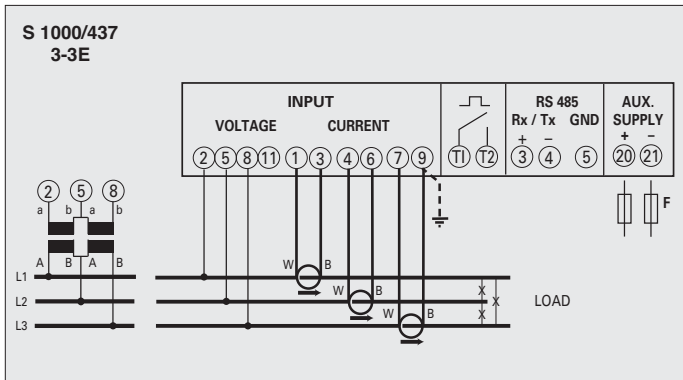 S 1000/437
3-3E
INPUT
VOLTAGE CURRENT
2 5 8 11 1 3 4 6 7 9
T1 T2
RS 485
Rx / Tx GND
+ –
3 4 5
AUX.
SUPPLY
+ –
20 21
F
2 5 8
a b a b
A B A B
L1
L2
L3
W B
W B
W B
X
X
X
LOAD